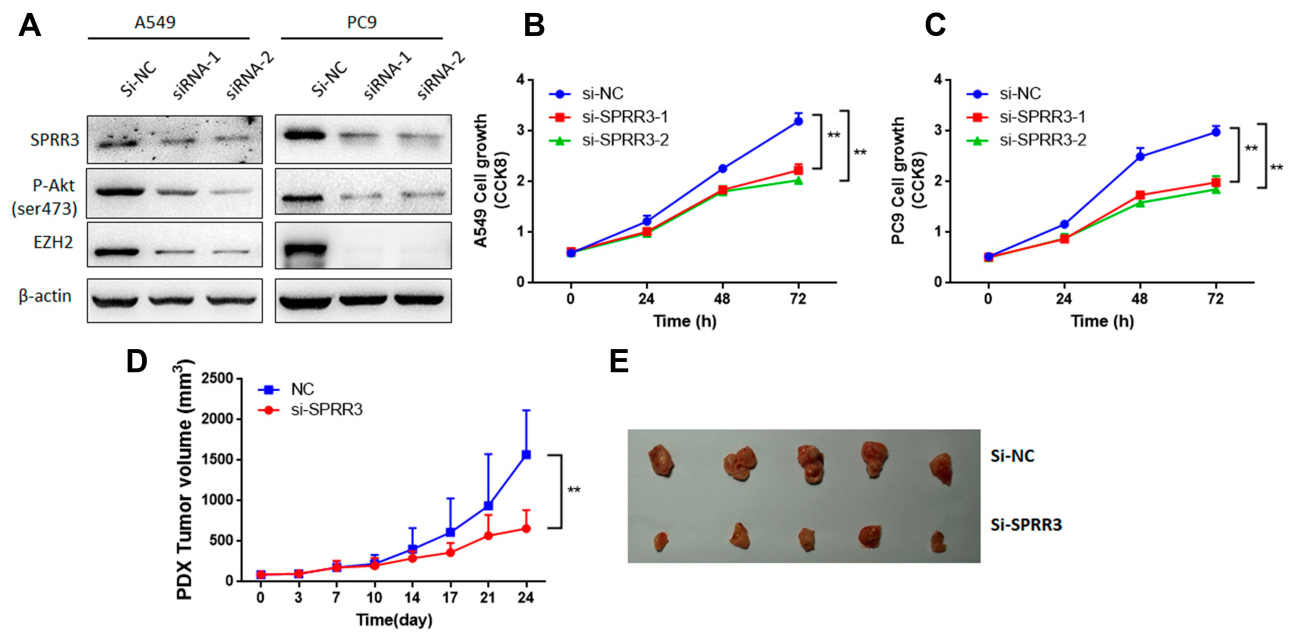 A
A549
PC9
Si-NC
siRNA-1
siRNA-2
Si-NC
siRNA-1
siRNA-2
SPRR3
P-Akt
(ser473)
EZH2
β-actin
B
A549 Cell growth
(CCK8)
4
3
2
1
0
si-NC
si-SPRR3-1
si-SPRR3-2
**
**
0 24 48 72
Time (h)
C
PC9 Cell growth
(CCK8)
4
3
2
1
0
si-NC
si-SPRR3-1
si-SPRR3-2
**
**
0 24 48 72
Time (h)
D
PDX Tumor volume (mm³)
2500
2000
1500
1000
500
0
NC
si-SPRR3
**
0 3 7 10 14 17 21 24
Time(day)
E
Si-NC
Si-SPRR3